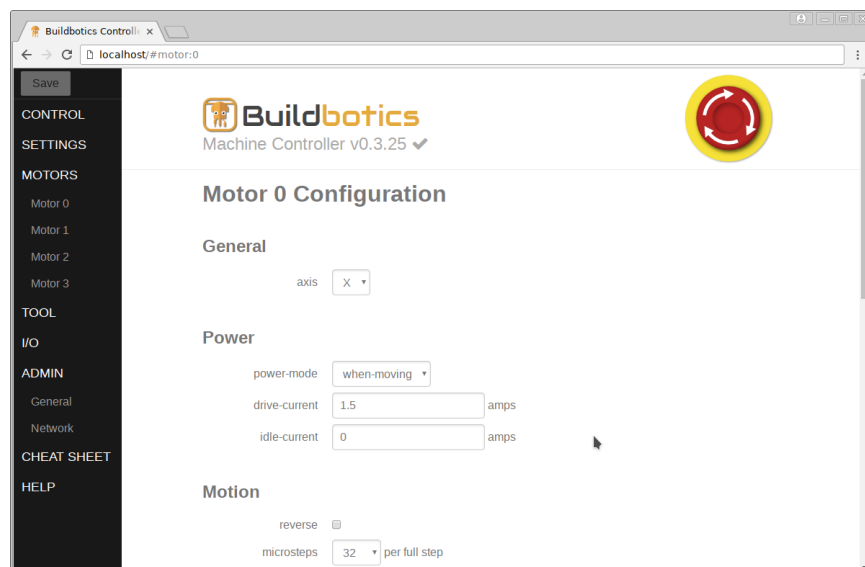 Buildbotics Controlle
localhost/#motor:0
Save
CONTROL
SETTINGS
MOTORS
Motor 0
Motor 1
Motor 2
Motor 3
TOOL
I/O
ADMIN
General
Network
CHEAT SHEET
HELP
Buildbotics
Machine Controller v0.3.25
Motor 0 Configuration
General
axis X
Power
power-mode when-moving
drive-current 1.5 amps
idle-current 0 amps
Motion
reverse
microsteps 32 per full step